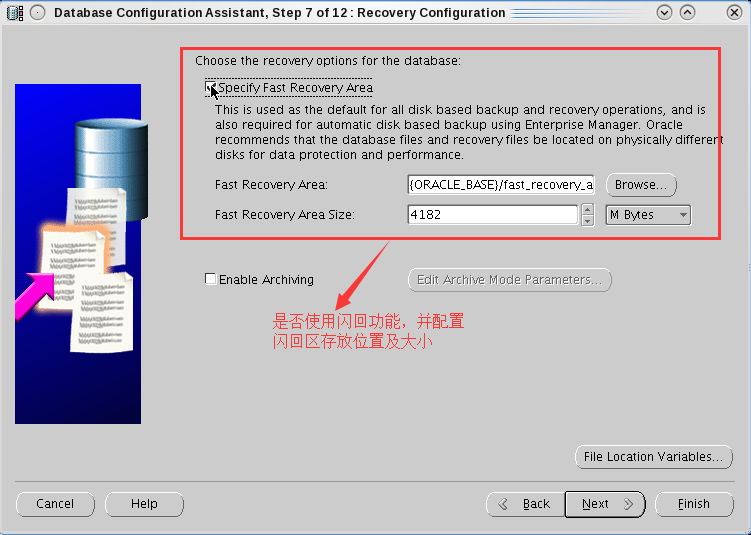 Database Configuration Assistant, Step 7 of 12 : Recovery Configuration
Choose the recovery options for the database:
Specify Fast Recovery Area
This is used as the default for all disk based backup and recovery operations, and is
also required for automatic disk based backup using Enterprise Manager. Oracle
recommends that the database files and recovery files be located on physically different
disks for data protection and performance.
Fast Recovery Area:
{ORACLE_BASE}/fast_recovery_a
Browse...
Fast Recovery Area Size:
4182
M Bytes
Enable Archiving
Edit Archive Mode Parameters...
是否使用闪回功能，并配置
闪回区存放位置及大小
File Location Variables...
Cancel
Help
Back
Next
Finish